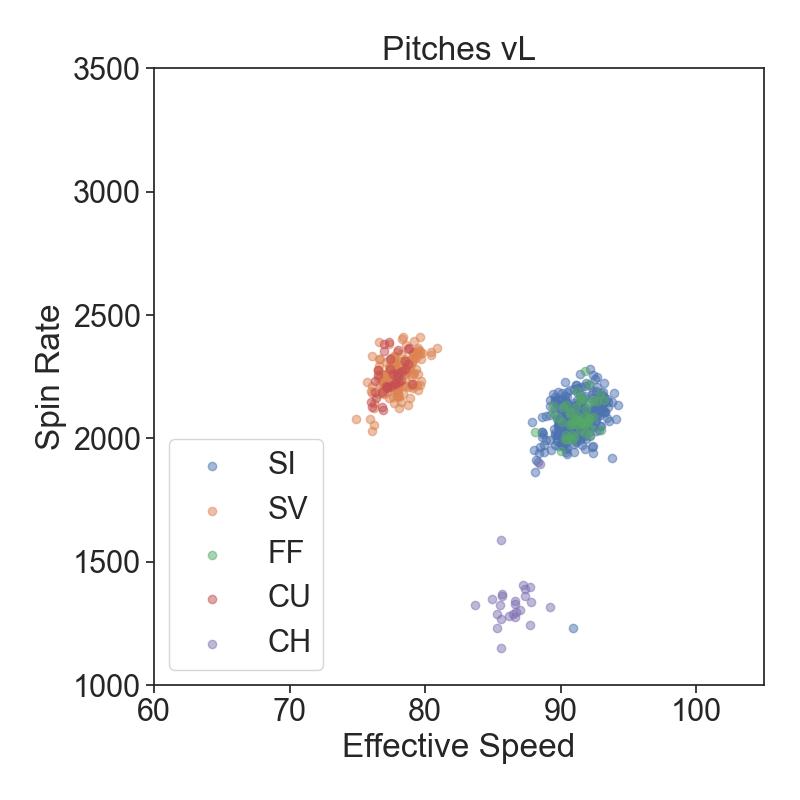 Pitches vL
3500
3000
2500
2000
1500
1000
Spin Rate
SI
SV
FF
CU
CH
60 70 80 90 100
Effective Speed